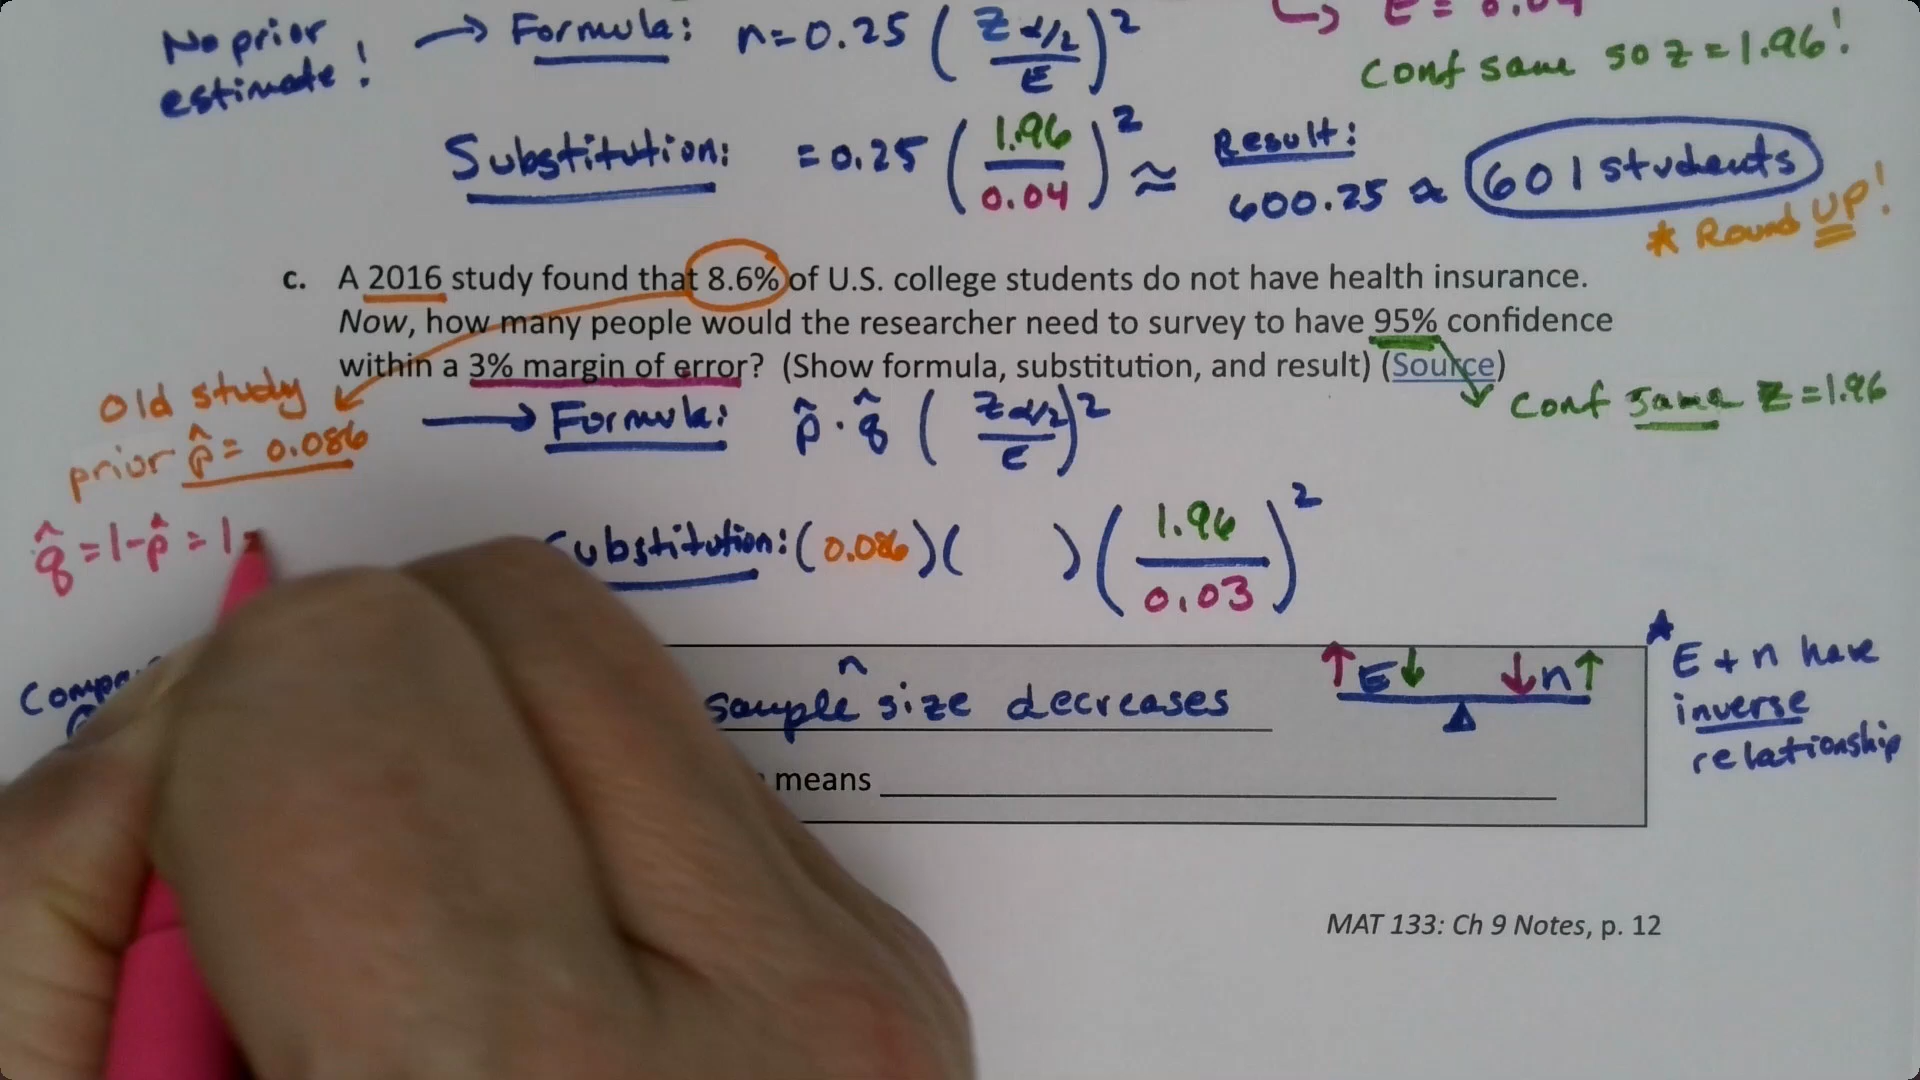 No prior → Formula: n=0.25 (Zα/2/E)² ↳ E = 0.04
estimate! Conf same so z = 1.96!
Substitution: = 0.25 (1.96/0.04)² ≈ Result:
600.25 ≈ 601 students
* Round UP!
c. A 2016 study found that 8.6% of U.S. college students do not have health insurance.
Now, how many people would the researcher need to survey to have 95% confidence
within a 3% margin of error? (Show formula, substitution, and result) (Source)
Old study
prior p̂ = 0.086
→ Formula: p̂ · q̂ (Zα/2/E)²
Conf same z = 1.96
q̂ = 1-p̂ = 1-
Substitution: (0.086)( )(1.96/0.03)²
n
sample size decreases
↑E↓ ↓n↑
E + n have
inverse
relationship
means
MAT 133: Ch 9 Notes, p. 12